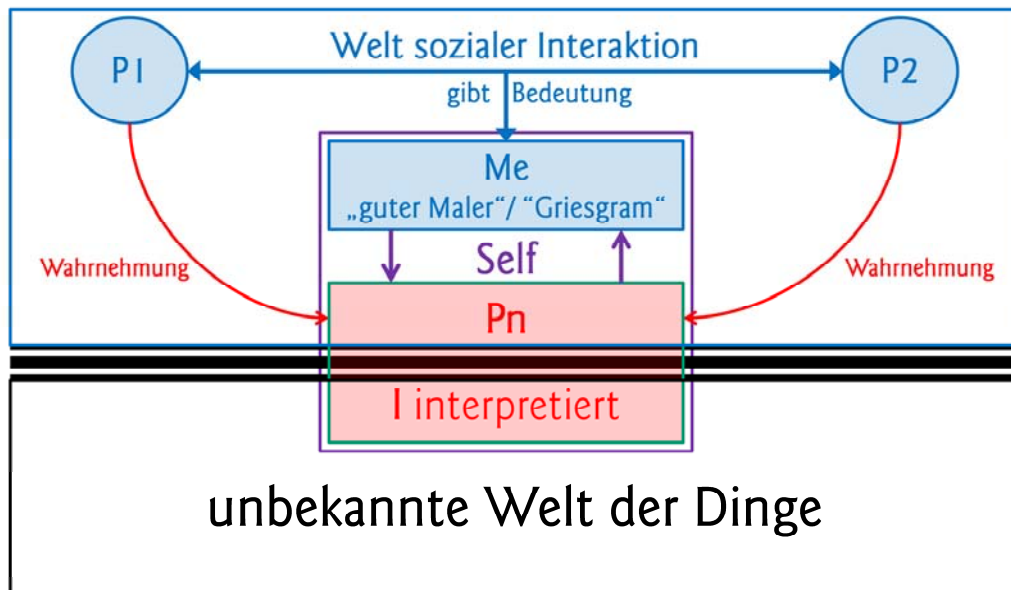 Welt sozialer Interaktion
P1
P2
gibt Bedeutung
Me
„guter Maler“/ “Griesgram“
Wahrnehmung
Self
Wahrnehmung
Pn
I interpretiert
unbekannte Welt der Dinge